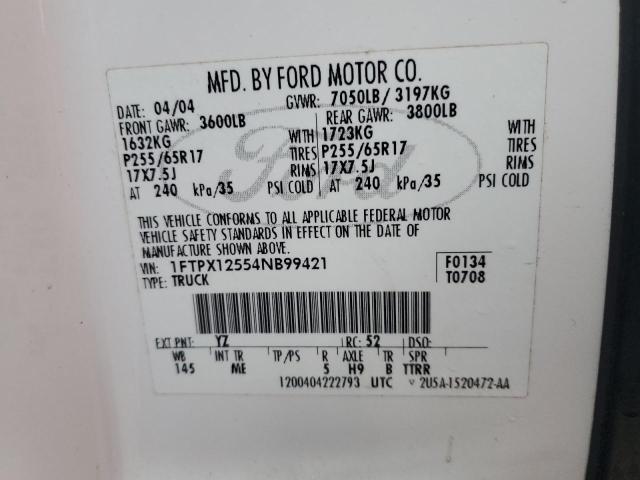 MFD. BY FORD MOTOR CO.
DATE: 04/04 GVWR: 7050LB/ 3197KG
FRONT GAWR: 3600LB REAR GAWR: 3800LB
1632KG WITH 1723KG WITH
P255/65R17 TIRES P255/65R17 TIRES
17X7.5J RIMS 17X7.5J RIMS
AT 240 kPa/35 PSI COLD AT 240 kPa/35 PSI COLD
Ford
THIS VEHICLE CONFORMS TO ALL APPLICABLE FEDERAL MOTOR
VEHICLE SAFETY STANDARDS IN EFFECT ON THE DATE OF
MANUFACTURE SHOWN ABOVE.
VIN: 1FTPX12554NB99421 F0134
TYPE: TRUCK T0708
EXT PNT: YZ RC: 52 DSO:
WB INT TR TP/PS R AXLE TR SPR
145 ME 5 H9 B TTRR
1200404222793 UTC 2U5A-1520472-AA